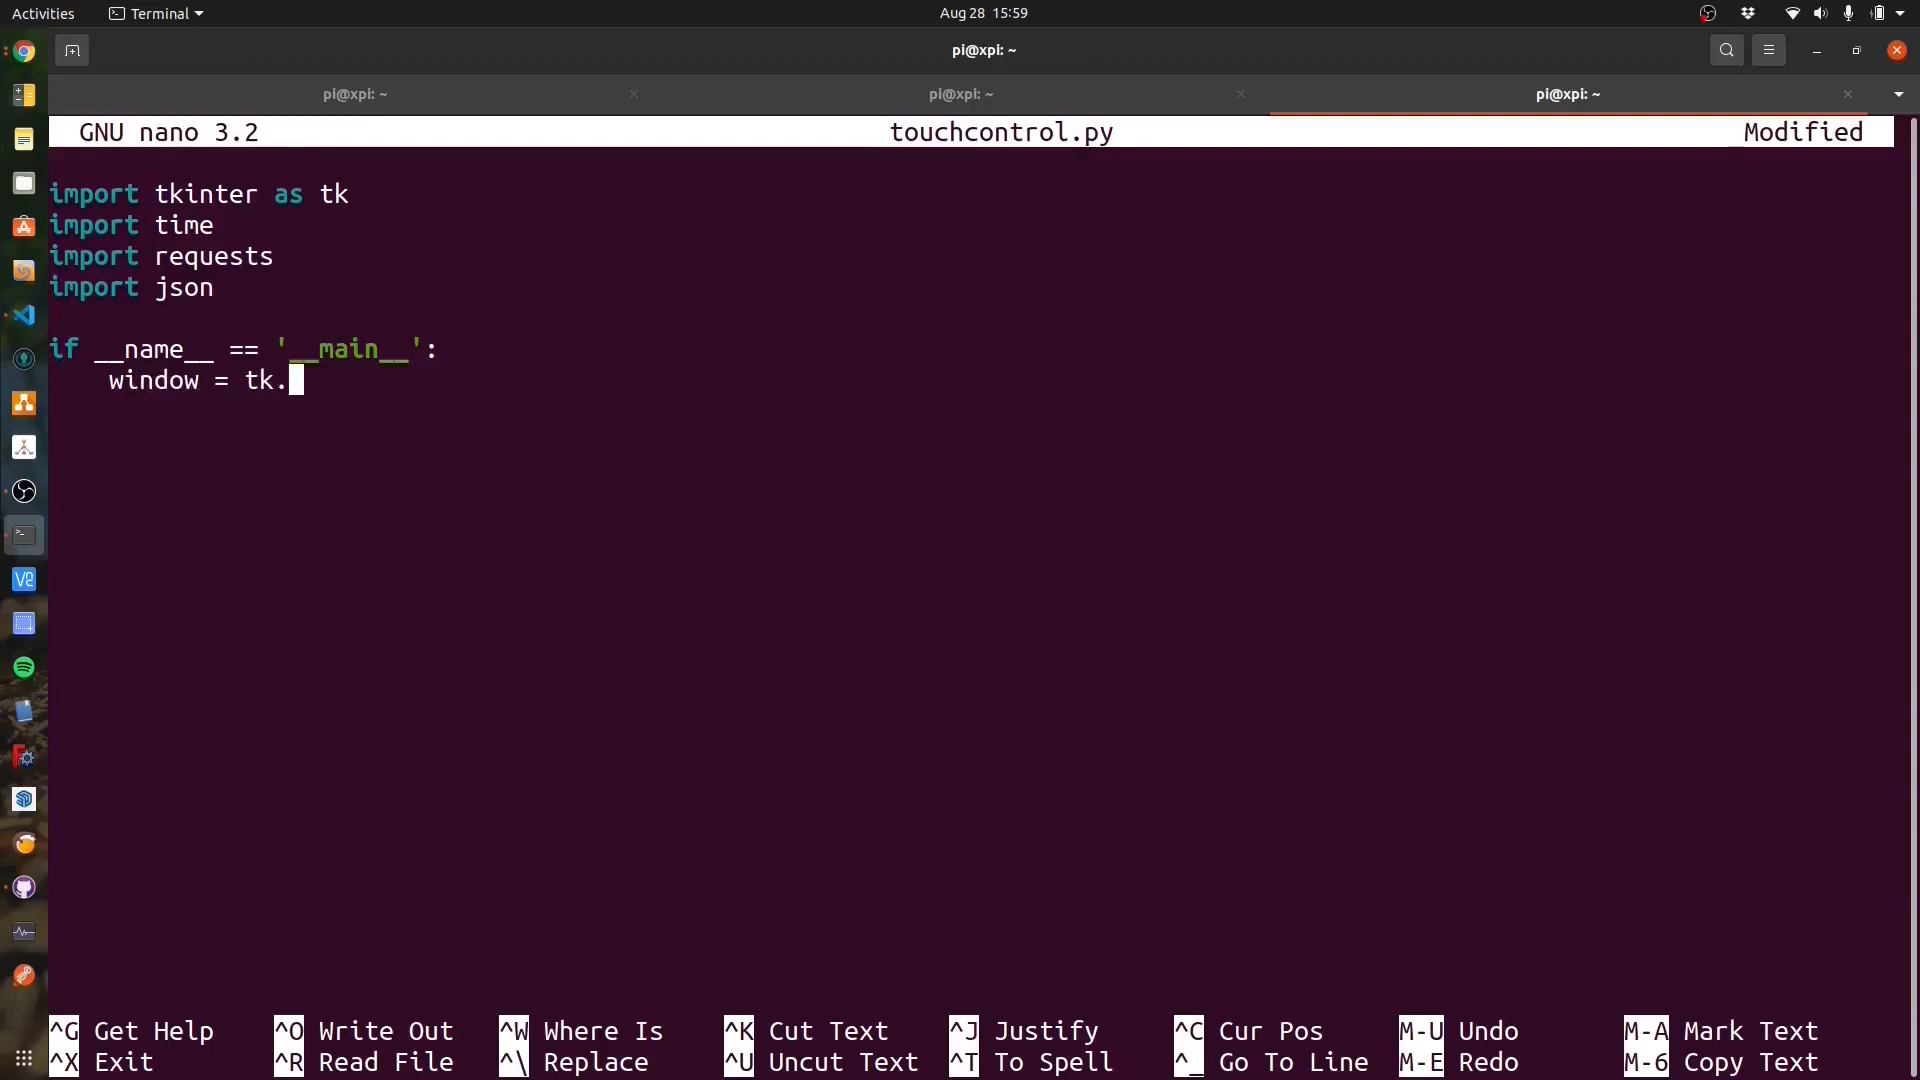 Activities Terminal Aug 28 15:59
pi@xpi: ~
pi@xpi: ~ pi@xpi: ~ pi@xpi: ~
GNU nano 3.2 touchcontrol.py Modified
import tkinter as tk
import time
import requests
import json
if __name__ == '__main__':
    window = tk.
^G Get Help ^O Write Out ^W Where Is ^K Cut Text ^J Justify ^C Cur Pos M-U Undo M-A Mark Text
^X Exit ^R Read File ^\ Replace ^U Uncut Text ^T To Spell ^_ Go To Line M-E Redo M-6 Copy Text